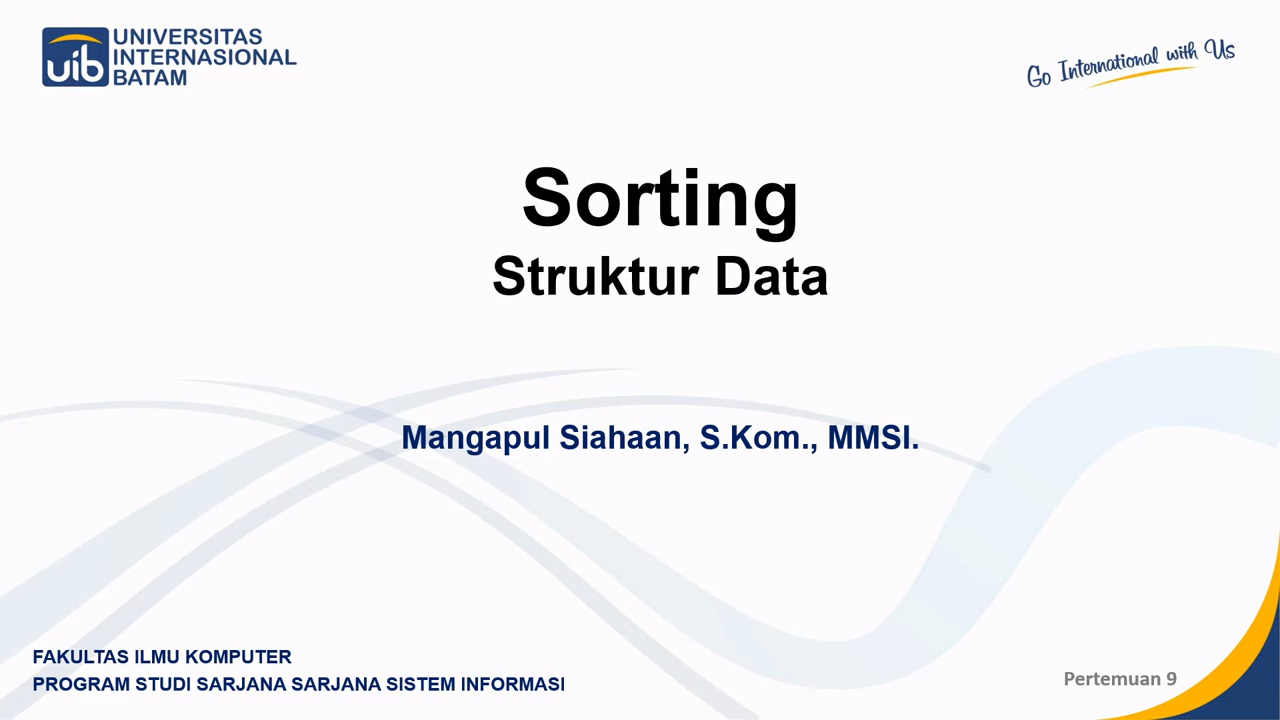 UNIVERSITAS
INTERNASIONAL
BATAM
uib
Go International with Us
Sorting
Struktur Data
Mangapul Siahaan, S.Kom., MMSI.
FAKULTAS ILMU KOMPUTER
PROGRAM STUDI SARJANA SARJANA SISTEM INFORMASI
Pertemuan 9